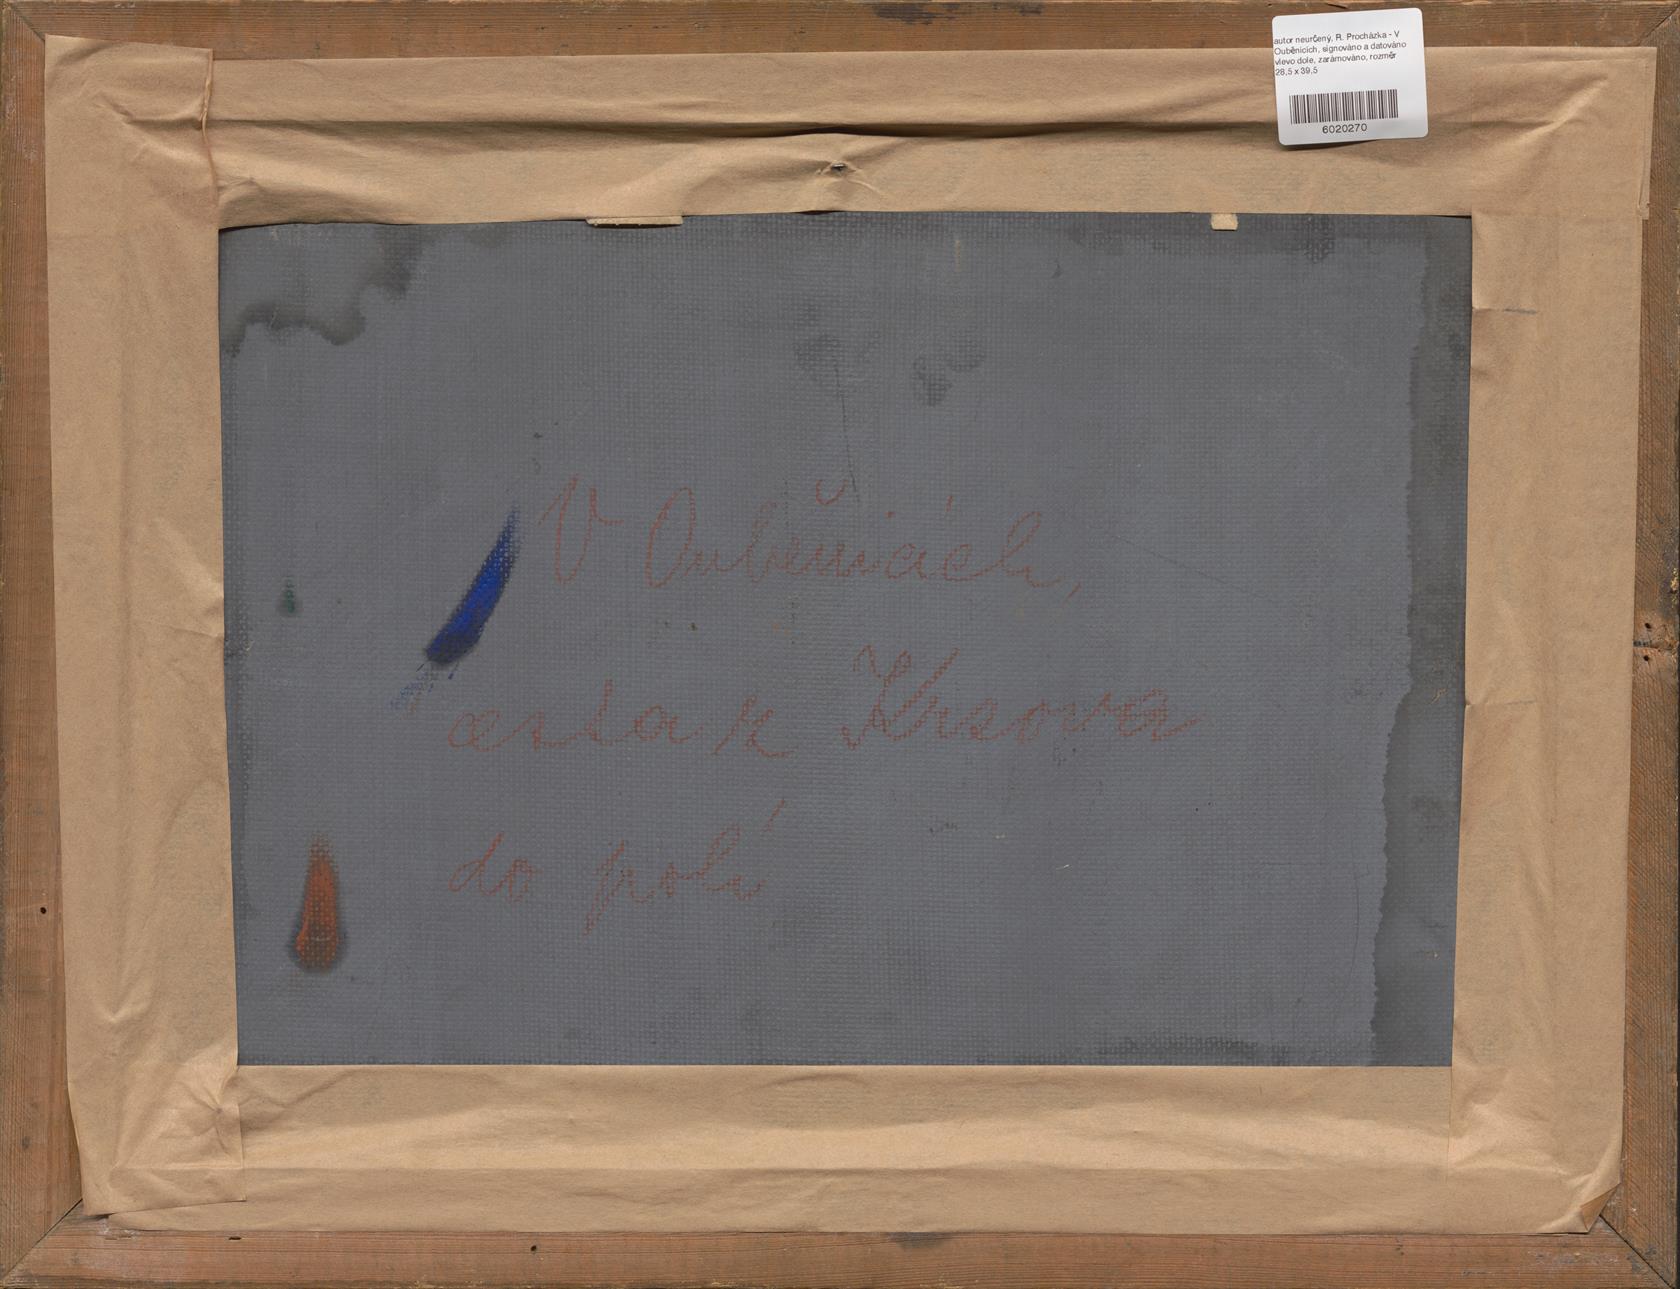 autor neurčený, R. Procházka - V
Ouběnicích, signováno a datováno
vlevo dole, zarámováno, rozměr
28,5 x 39,5
6020270
V Ouběnicích,
cesta z
do polí